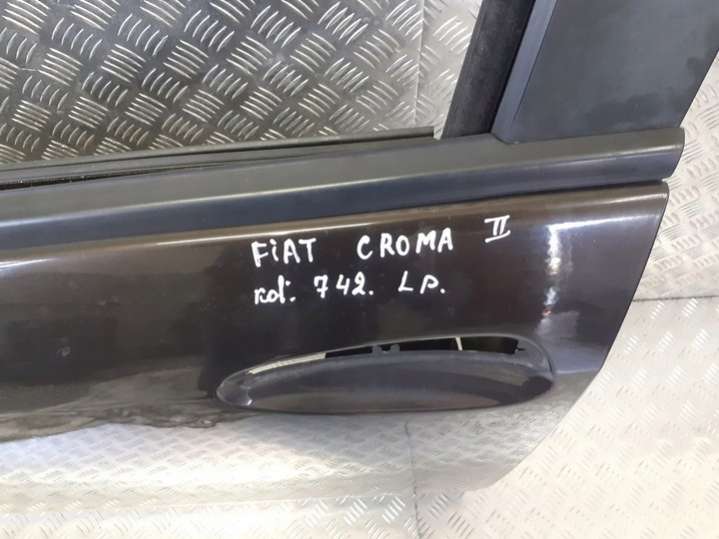 FiAT CROMA II
kol: 742. LP.